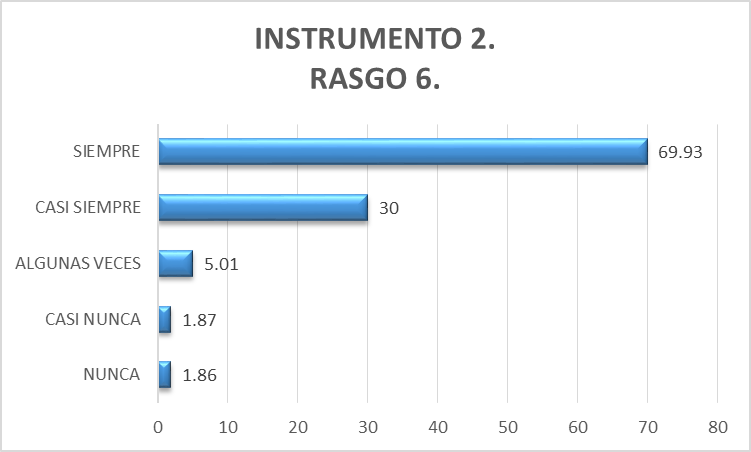 INSTRUMENTO 2.
RASGO 6.
SIEMPRE 69.93
CASI SIEMPRE 30
ALGUNAS VECES 5.01
CASI NUNCA 1.87
NUNCA 1.86
0 10 20 30 40 50 60 70 80